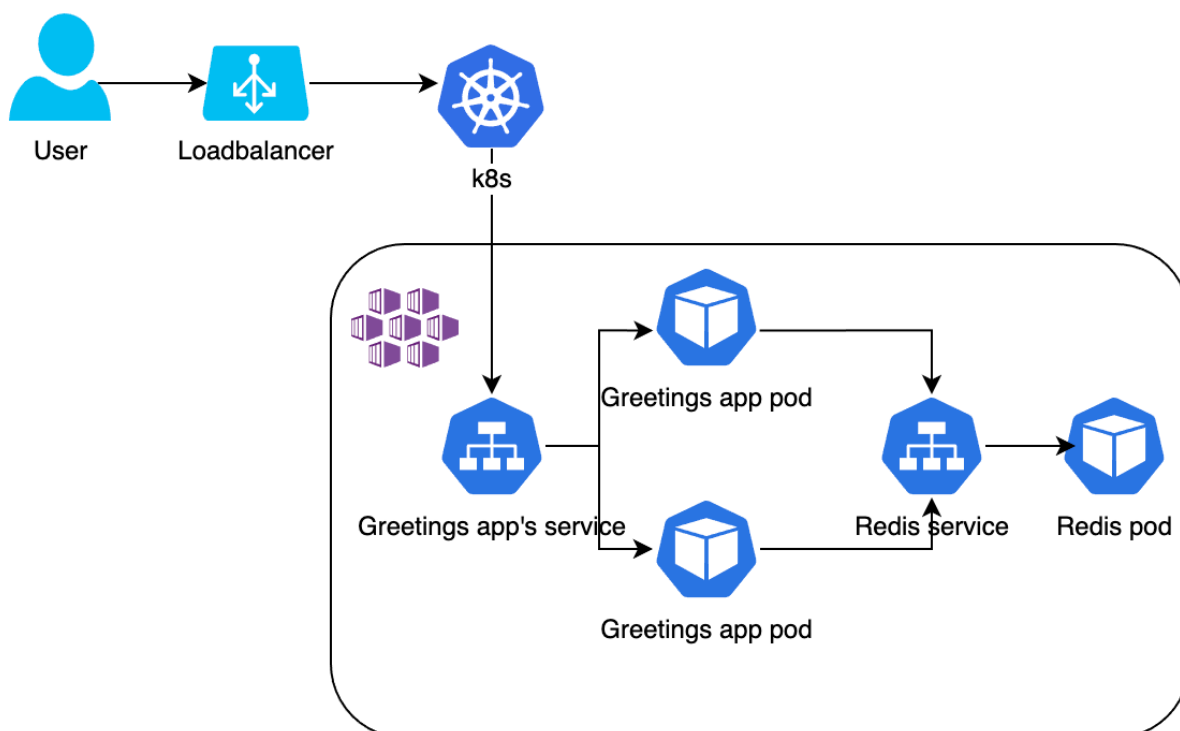 User
Loadbalancer
k8s
Greetings app pod
Greetings app's service
Redis service
Redis pod
Greetings app pod